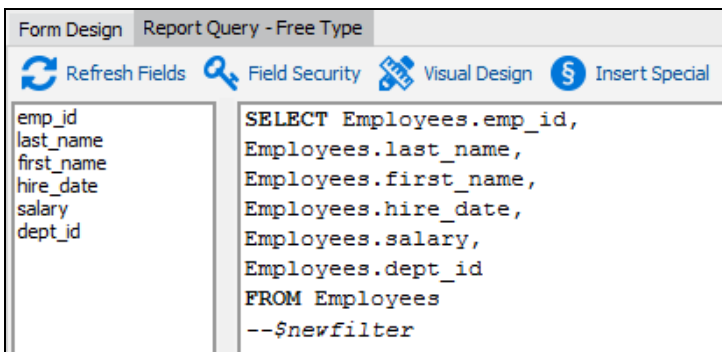 Form Design Report Query - Free Type
Refresh Fields Field Security Visual Design § Insert Special
emp_id
last_name
first_name
hire_date
salary
dept_id
SELECT Employees.emp_id,
Employees.last_name,
Employees.first_name,
Employees.hire_date,
Employees.salary,
Employees.dept_id
FROM Employees
--$newfilter